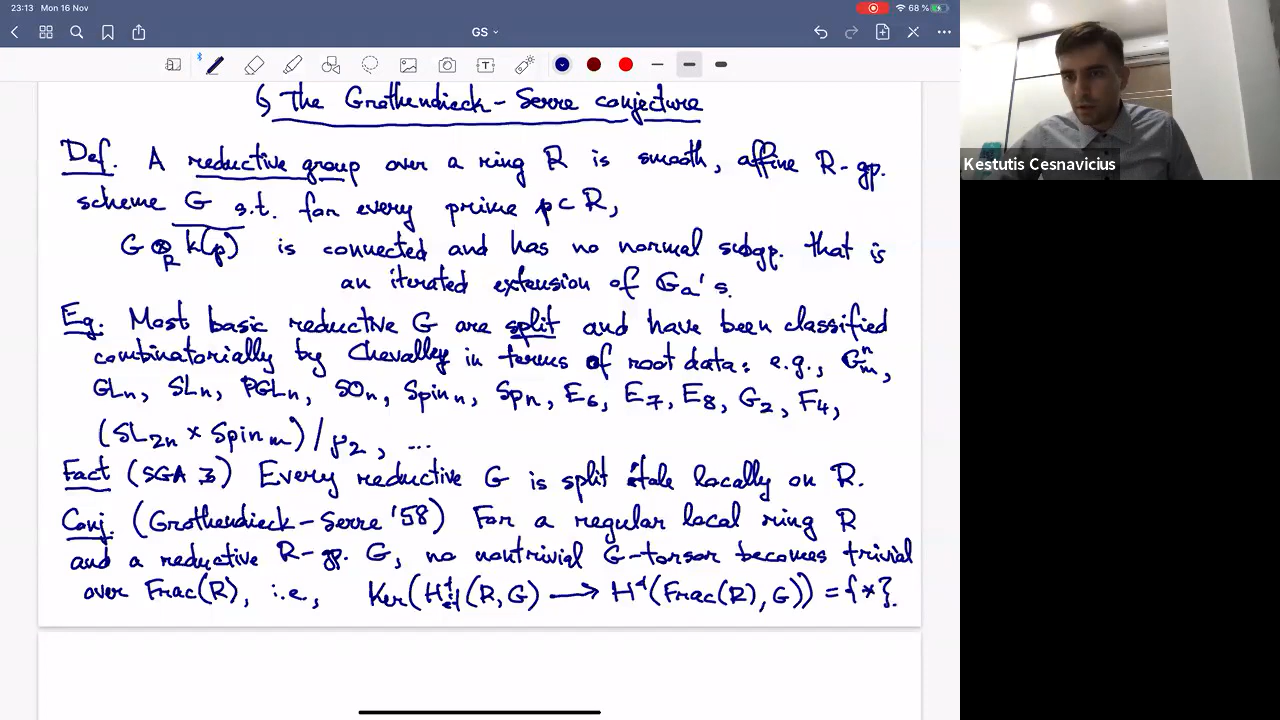 23:13 Mon 16 Nov
68 %
GS
§ The Grothendieck - Serre conjecture
Def. A reductive group over a ring R is smooth, affine R-gp.
scheme G s.t. for every prime p ⊂ R,
G ⊗_R k(p) is connected and has no normal subgp. that is
an iterated extension of G_a's.
Eg. Most basic reductive G are split and have been classified
combinatorially by Chevalley in terms of root data: e.g., G_m^n,
GL_n, SL_n, PGL_n, SO_n, Spin_n, Sp_n, E_6, E_7, E_8, G_2, F_4,
(SL_2n × Spin_m) / μ_2, ...
Fact (SGA 3) Every reductive G is split étale locally on R.
Conj. (Grothendieck - Serre '58) For a regular local ring R
and a reductive R-gp. G, no nontrivial G-torsor becomes trivial
over Frac(R), i.e., Ker(H^1_ét(R, G) → H^1(Frac(R), G)) = {*}.
Kestutis Cesnavicius